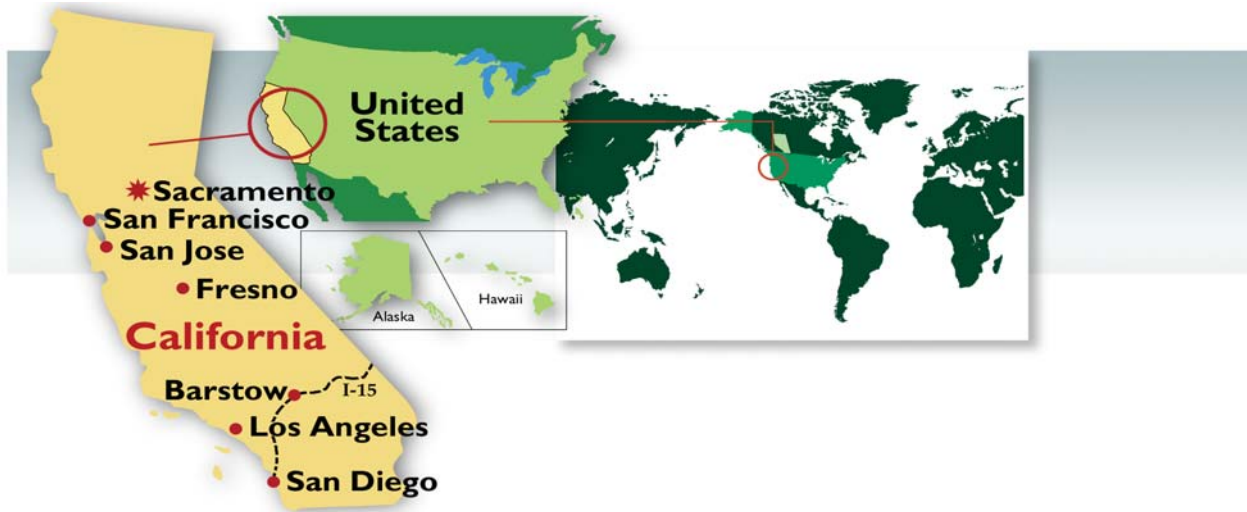 United
States
Sacramento
San Francisco
San Jose
Fresno
Alaska
Hawaii
California
Barstow
I-15
Los Angeles
San Diego